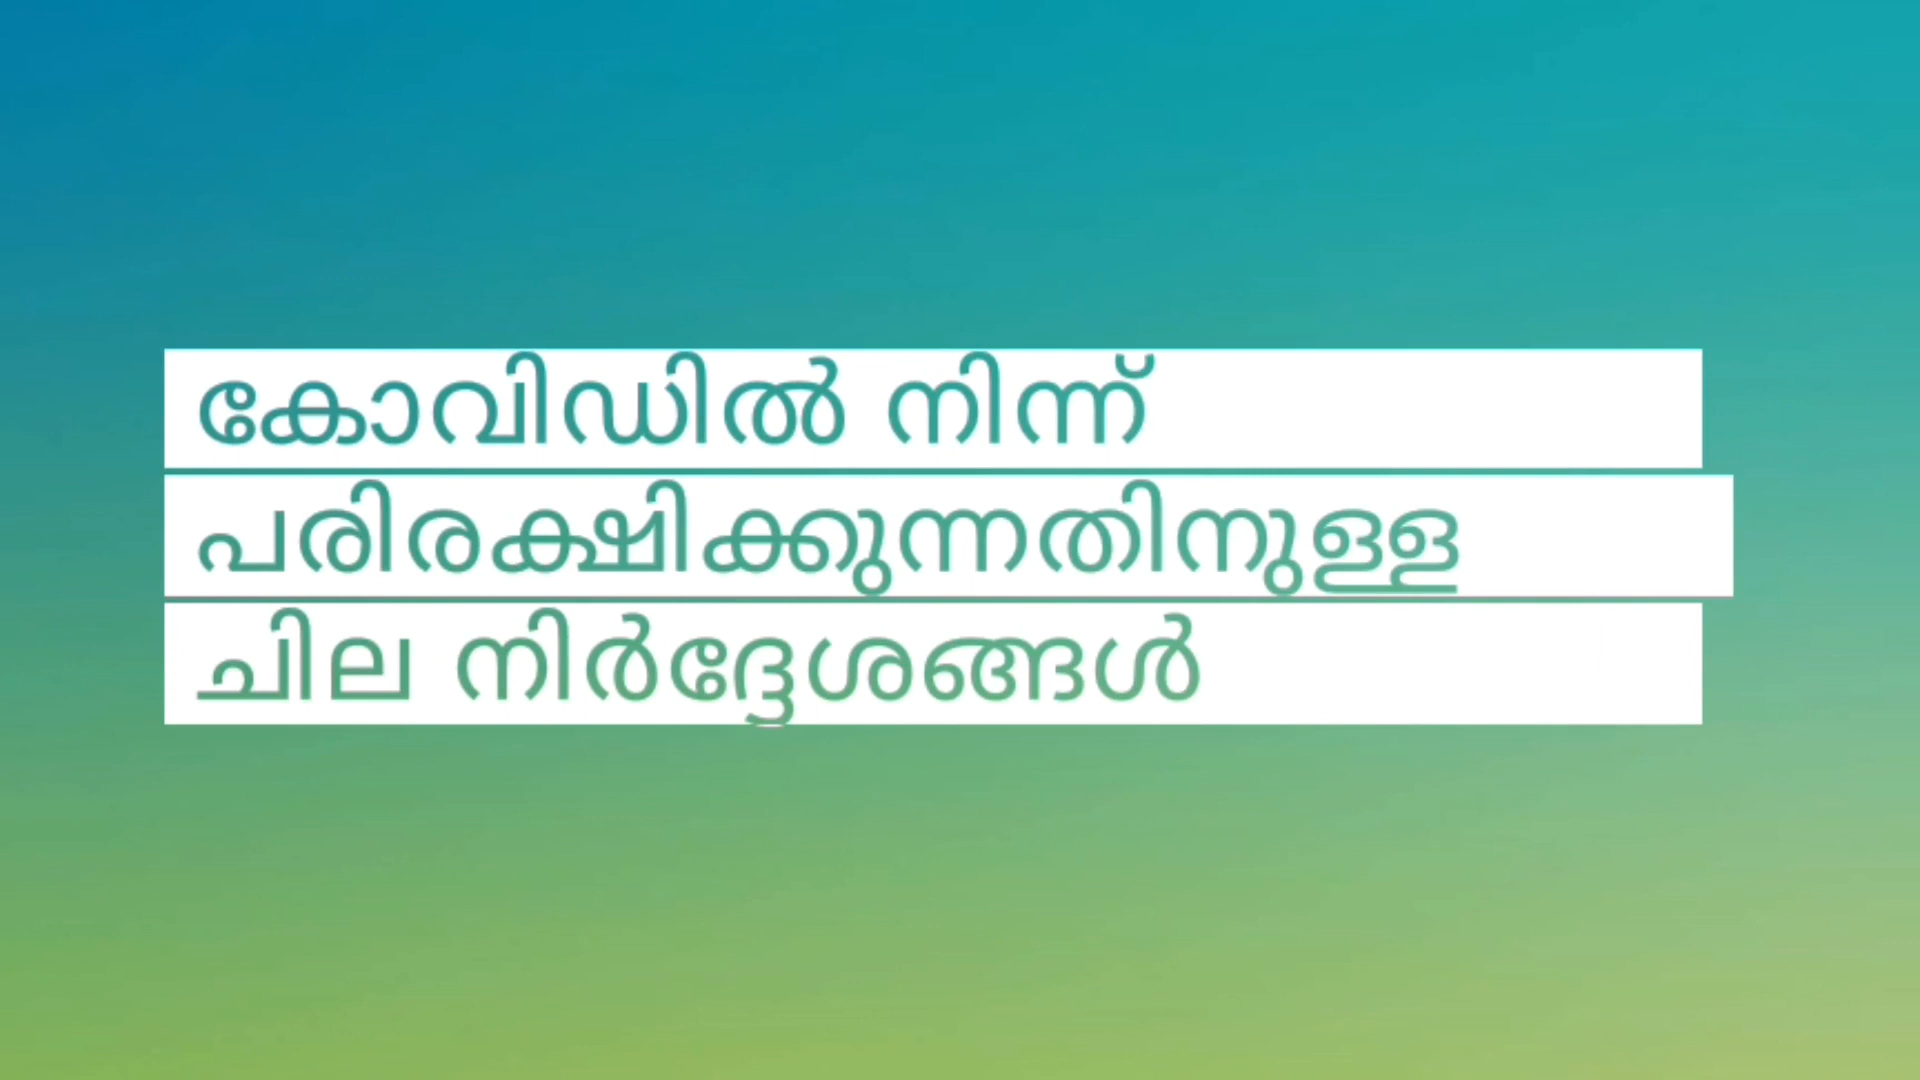 കോവിഡിൽ നിന്ന്
പരിരക്ഷിക്കുന്നതിനുള്ള
ചില നിർദ്ദേശങ്ങൾ